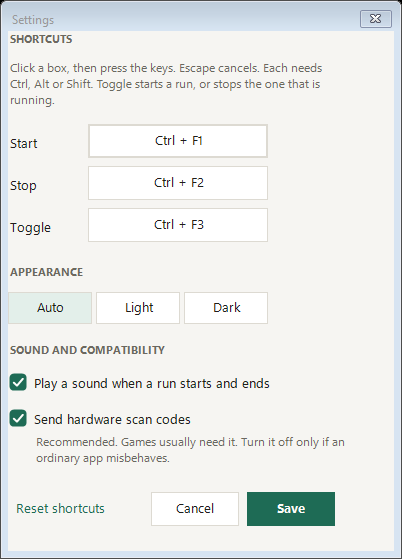 Settings
SHORTCUTS
Click a box, then press the keys. Escape cancels. Each needs
Ctrl, Alt or Shift. Toggle starts a run, or stops the one that is
running.
Start
Ctrl + F1
Stop
Ctrl + F2
Toggle
Ctrl + F3
APPEARANCE
Auto
Light
Dark
SOUND AND COMPATIBILITY
Play a sound when a run starts and ends
Send hardware scan codes
Recommended. Games usually need it. Turn it off only if an
ordinary app misbehaves.
Reset shortcuts
Cancel
Save